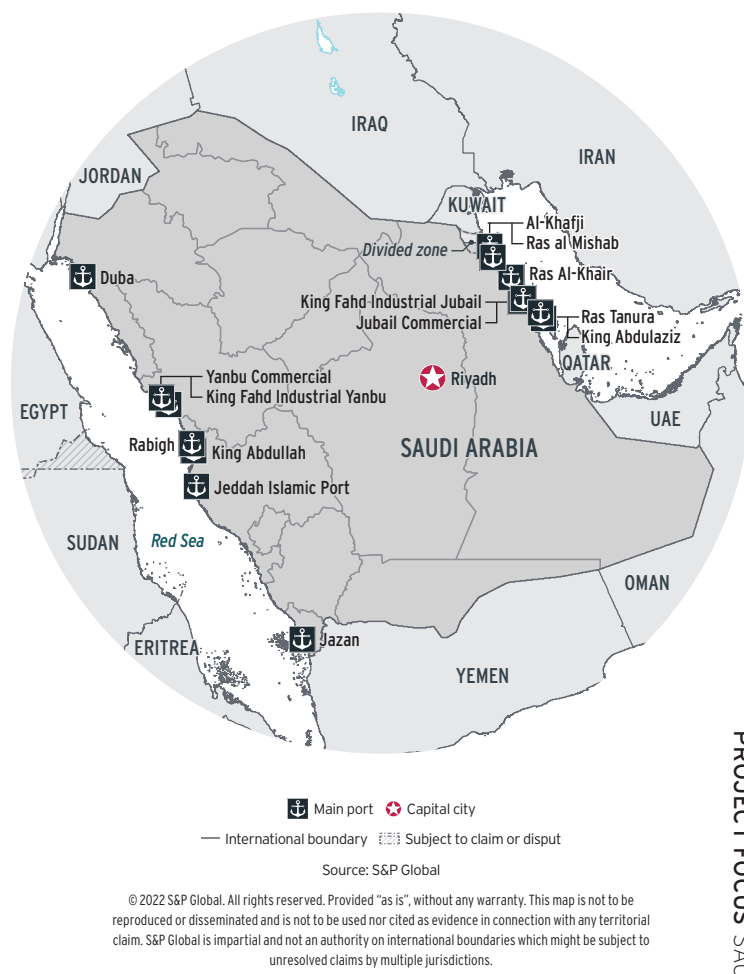 IRAQ
IRAN
JORDAN
KUWAIT
Al-Khafji
Ras al Mishab
Divided zone
Ras Al-Khair
Duba
King Fahd Industrial Jubail
Jubail Commercial
Ras Tanura
King Abdulaziz
QATAR
Yanbu Commercial
King Fahd Industrial Yanbu
Riyadh
EGYPT
UAE
Rabigh
King Abdullah
SAUDI ARABIA
Jeddah Islamic Port
SUDAN
Red Sea
OMAN
ERITREA
Jazan
YEMEN
Main port
Capital city
International boundary
Subject to claim or disput
Source: S&P Global
© 2022 S&P Global. All rights reserved. Provided “as is”, without any warranty. This map is not to be
reproduced or disseminated and is not to be used nor cited as evidence in connection with any territorial
claim. S&P Global is impartial and not an authority on international boundaries which might be subject to
unresolved claims by multiple jurisdictions.
PROJECT FOCUS